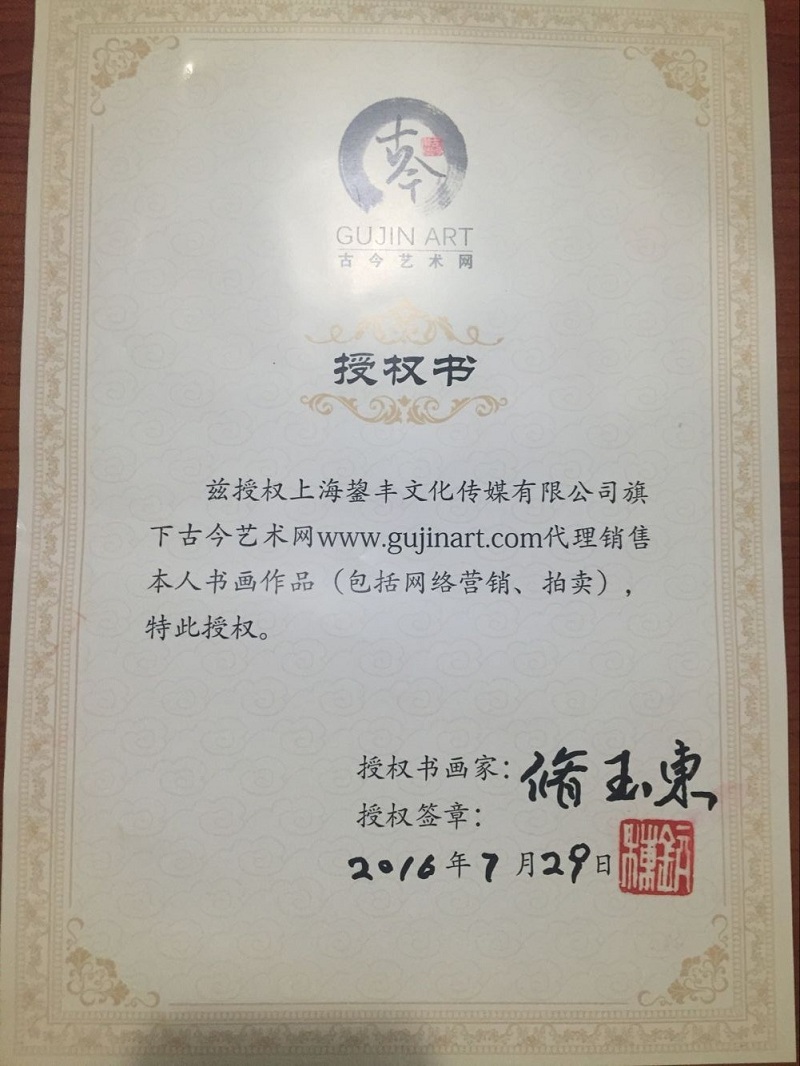 古今
GUJIN ART
古今艺术网
授权书
兹授权上海鋆丰文化传媒有限公司旗
下古今艺术网www.gujinart.com代理销售
本人书画作品（包括网络营销、拍卖），
特此授权。
授权书画家：脩玉東
授权签章：
2016年7月29日